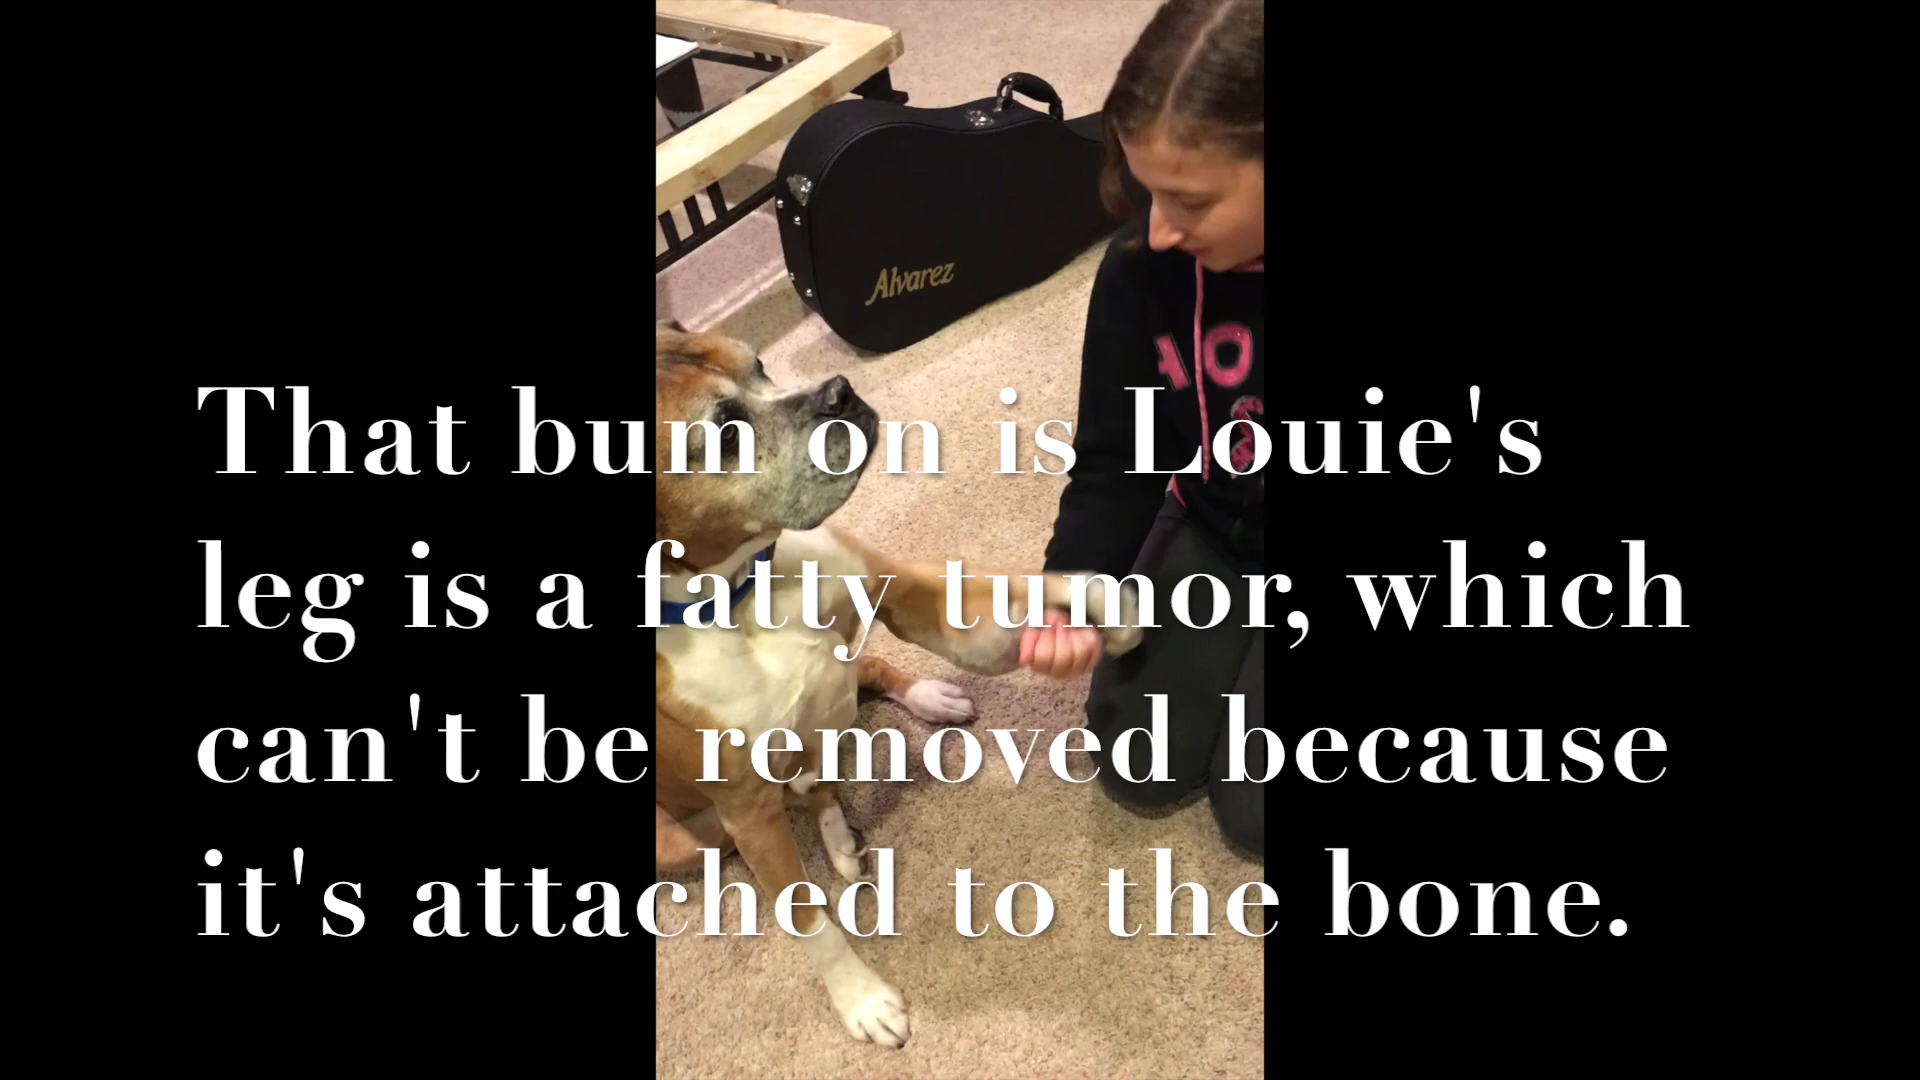 Alvarez
That bum on is Louie's
leg is a fatty tumor, which
can't be removed because
it's attached to the bone.